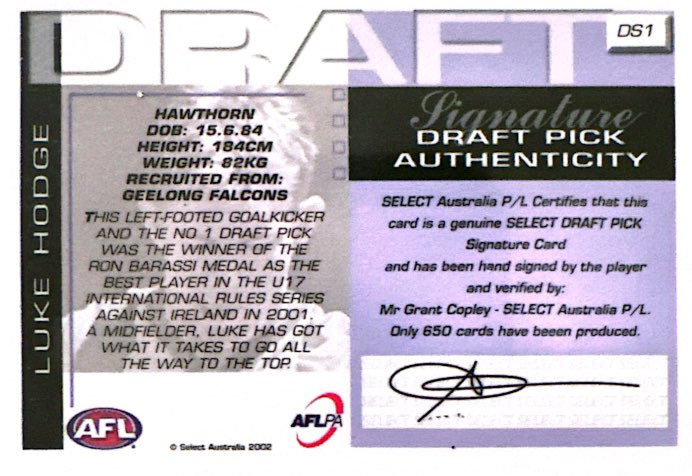 DRAFT
DS1
LUKE HODGE
HAWTHORN
DOB: 15.6.84
HEIGHT: 184CM
WEIGHT: 82KG
RECRUITED FROM:
GEELONG FALCONS
THIS LEFT-FOOTED GOALKICKER
AND THE NO 1 DRAFT PICK
WAS THE WINNER OF THE
RON BARASSI MEDAL AS THE
BEST PLAYER IN THE U17
INTERNATIONAL RULES SERIES
AGAINST IRELAND IN 2001.
A MIDFIELDER, LUKE HAS GOT
WHAT IT TAKES TO GO ALL
THE WAY TO THE TOP.
AFL
AFLPA
© Select Australia 2002
Signature
DRAFT PICK
AUTHENTICITY
SELECT Australia P/L Certifies that this
card is a genuine SELECT DRAFT PICK
Signature Card
and has been hand signed by the player
and verified by:
Mr Grant Copley - SELECT Australia P/L.
Only 650 cards have been produced.